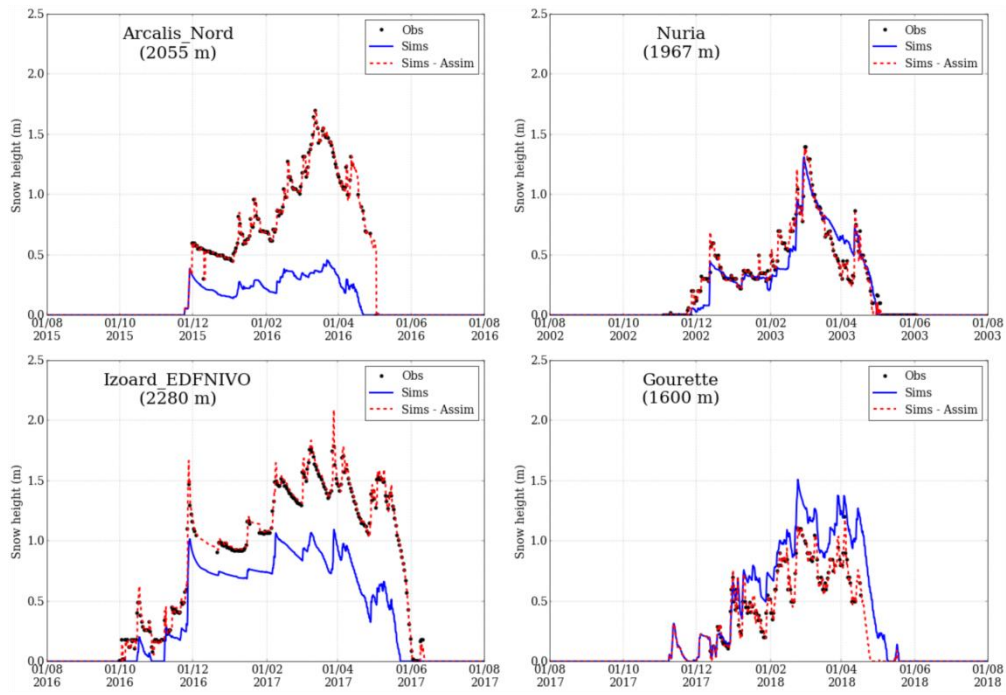 Arcalis_Nord
(2055 m)
Obs
Sims
Sims - Assim
Snow height (m)
2.5
2.0
1.5
1.0
0.5
0.0
01/08 01/10 01/12 01/02 01/04 01/06 01/08
2015 2015 2015 2016 2016 2016 2016
Nuria
(1967 m)
Obs
Sims
Sims - Assim
Snow height (m)
2.5
2.0
1.5
1.0
0.5
0.0
01/08 01/10 01/12 01/02 01/04 01/06 01/08
2002 2002 2002 2003 2003 2003 2003
Izoard_EDFNIVO
(2280 m)
Obs
Sims
Sims - Assim
Snow height (m)
2.5
2.0
1.5
1.0
0.5
0.0
01/08 01/10 01/12 01/02 01/04 01/06 01/08
2016 2016 2016 2017 2017 2017 2017
Gourette
(1600 m)
Obs
Sims
Sims - Assim
Snow height (m)
2.5
2.0
1.5
1.0
0.5
0.0
01/08 01/10 01/12 01/02 01/04 01/06 01/08
2017 2017 2017 2018 2018 2018 2018